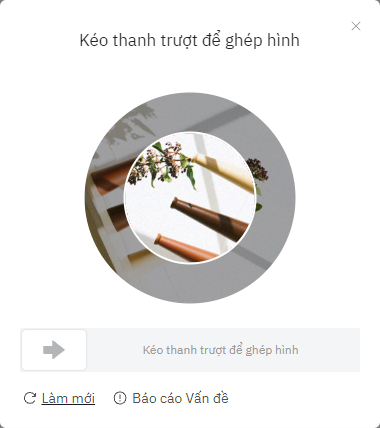 Kéo thanh trượt để ghép hình
Kéo thanh trượt để ghép hình
Làm mới
Báo cáo Vấn đề